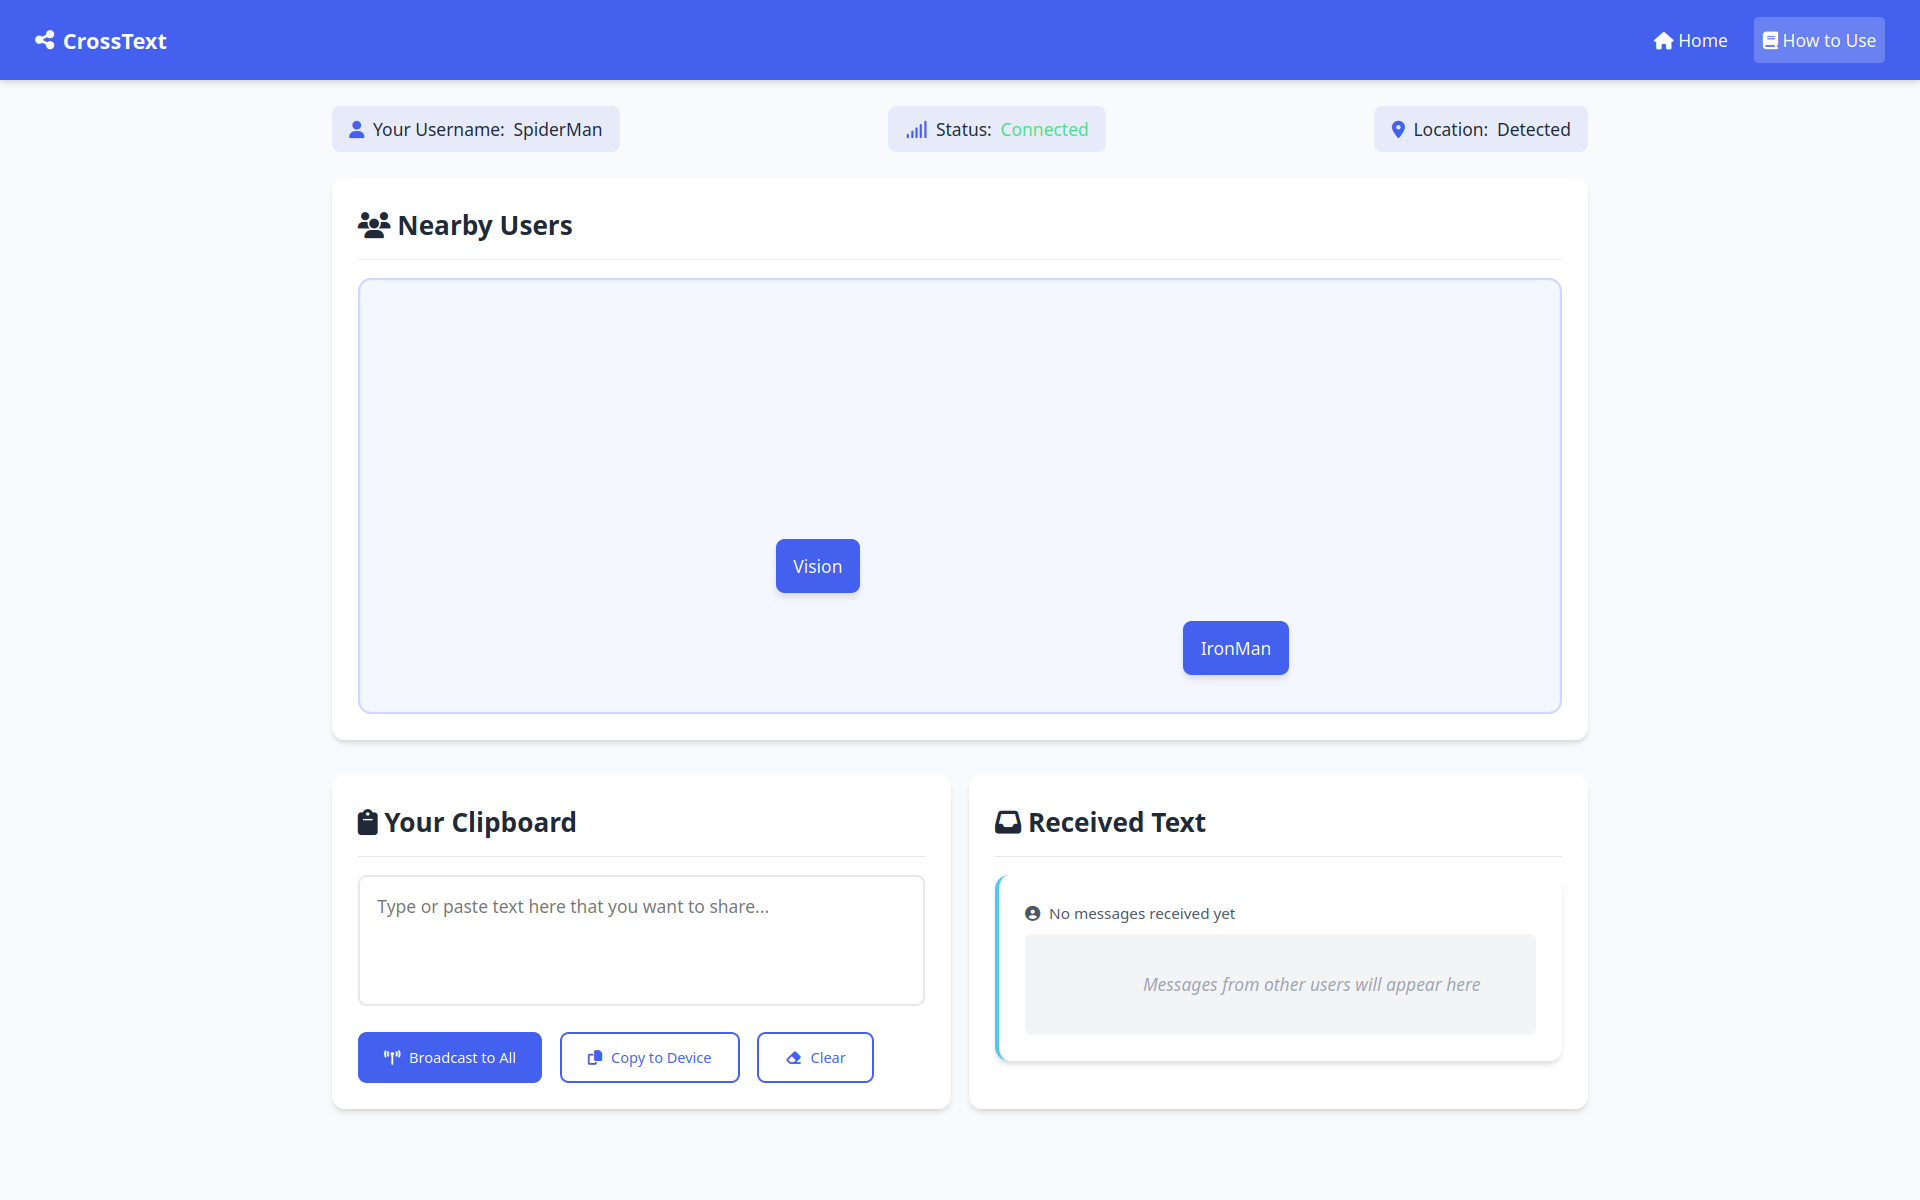 CrossText
Home
How to Use
Your Username: SpiderMan
Status: Connected
Location: Detected
Nearby Users
Vision
IronMan
Your Clipboard
Type or paste text here that you want to share...
Broadcast to All
Copy to Device
Clear
Received Text
No messages received yet
Messages from other users will appear here